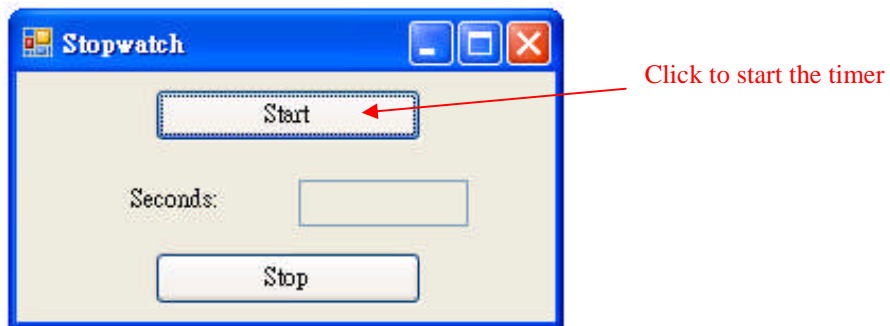 Stopwatch
Click to start the timer
Start
Seconds:
Stop